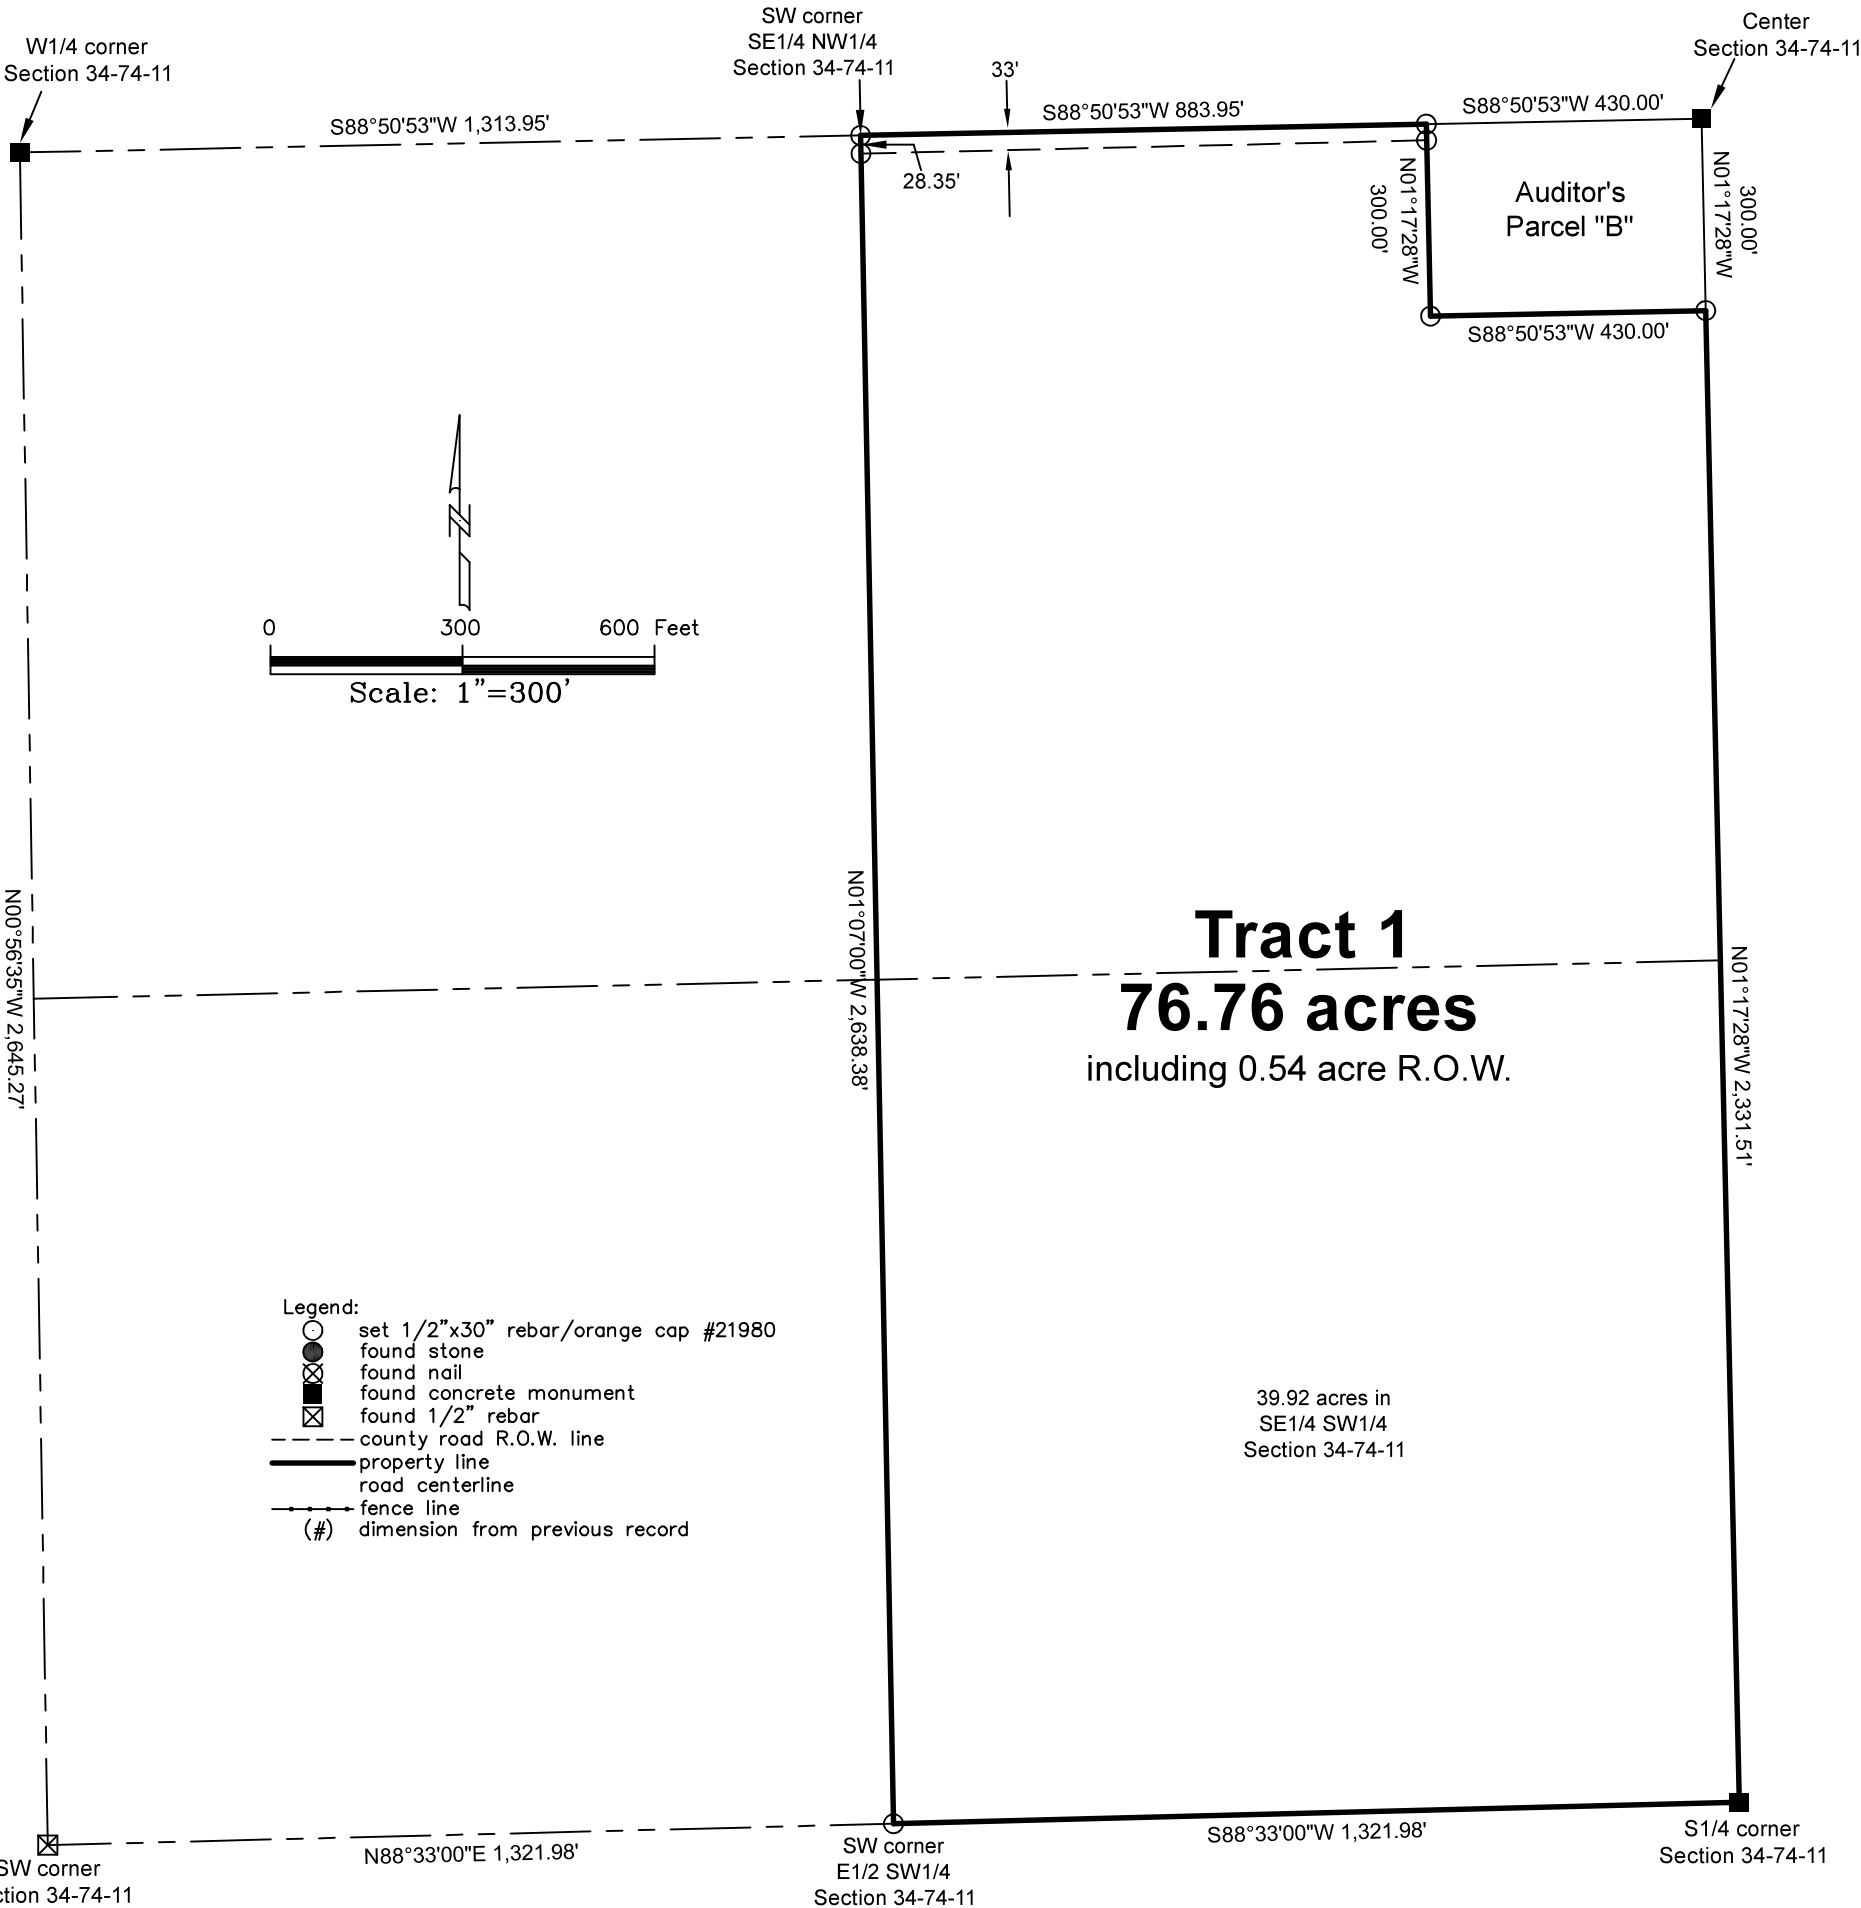 SW corner
SE1/4 NW1/4
Section 34-74-11
W1/4 corner
Section 34-74-11
Center
Section 34-74-11
33'
S88°50'53"W 1,313.95'
S88°50'53"W 883.95'
S88°50'53"W 430.00'
28.35'
N01°17'28"W
300.00'
Auditor's
Parcel "B"
300.00'
N01°17'28"W
S88°50'53"W 430.00'
0 300 600 Feet
Scale: 1"=300'
N00°56'35"W 2,645.27'
N01°07'00"W 2,638.38'
Tract 1
76.76 acres
including 0.54 acre R.O.W.
N01°17'28"W 2,331.51'
Legend:
set 1/2"x30" rebar/orange cap #21980
found stone
found nail
found concrete monument
found 1/2" rebar
county road R.O.W. line
property line
road centerline
fence line
(#) dimension from previous record
39.92 acres in
SE1/4 SW1/4
Section 34-74-11
N88°33'00"E 1,321.98'
S88°33'00"W 1,321.98'
SW corner
ction 34-74-11
SW corner
E1/2 SW1/4
Section 34-74-11
S1/4 corner
Section 34-74-11